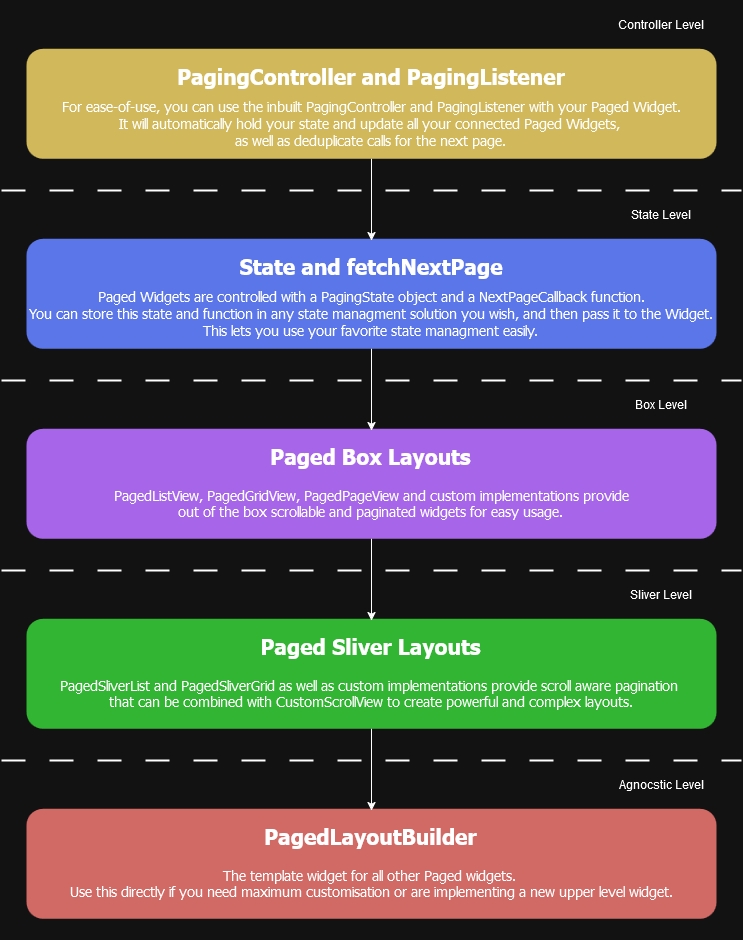 Controller Level
PagingController and PagingListener
For ease-of-use, you can use the inbuilt PagingController and PagingListener with your Paged Widget.
It will automatically hold your state and update all your connected Paged Widgets,
as well as deduplicate calls for the next page.
State Level
State and fetchNextPage
Paged Widgets are controlled with a PagingState object and a NextPageCallback function.
You can store this state and function in any state managment solution you wish, and then pass it to the Widget.
This lets you use your favorite state managment easily.
Box Level
Paged Box Layouts
PagedListView, PagedGridView, PagedPageView and custom implementations provide
out of the box scrollable and paginated widgets for easy usage.
Sliver Level
Paged Sliver Layouts
PagedSliverList and PagedSliverGrid as well as custom implementations provide scroll aware pagination
that can be combined with CustomScrollView to create powerful and complex layouts.
Agnocstic Level
PagedLayoutBuilder
The template widget for all other Paged widgets.
Use this directly if you need maximum customisation or are implementing a new upper level widget.